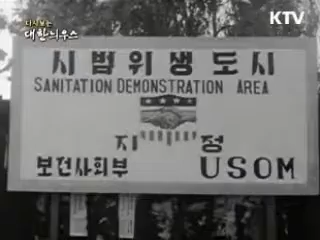 다시보는
대한늬우스
KTV
시범위생도시
SANITATION DEMONSTRATION AREA
지 정
보건사회부 USOM